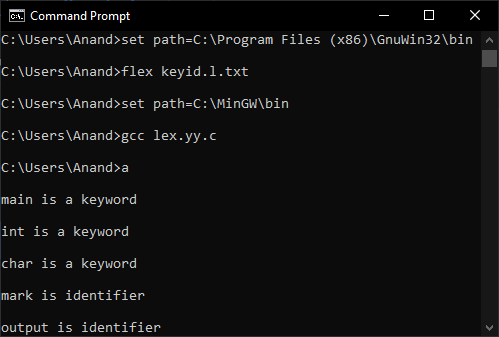 Command Prompt
C:\Users\Anand>set path=C:\Program Files (x86)\GnuWin32\bin
C:\Users\Anand>flex keyid.l.txt
C:\Users\Anand>set path=C:\MinGW\bin
C:\Users\Anand>gcc lex.yy.c
C:\Users\Anand>a
main is a keyword
int is a keyword
char is a keyword
mark is identifier
output is identifier